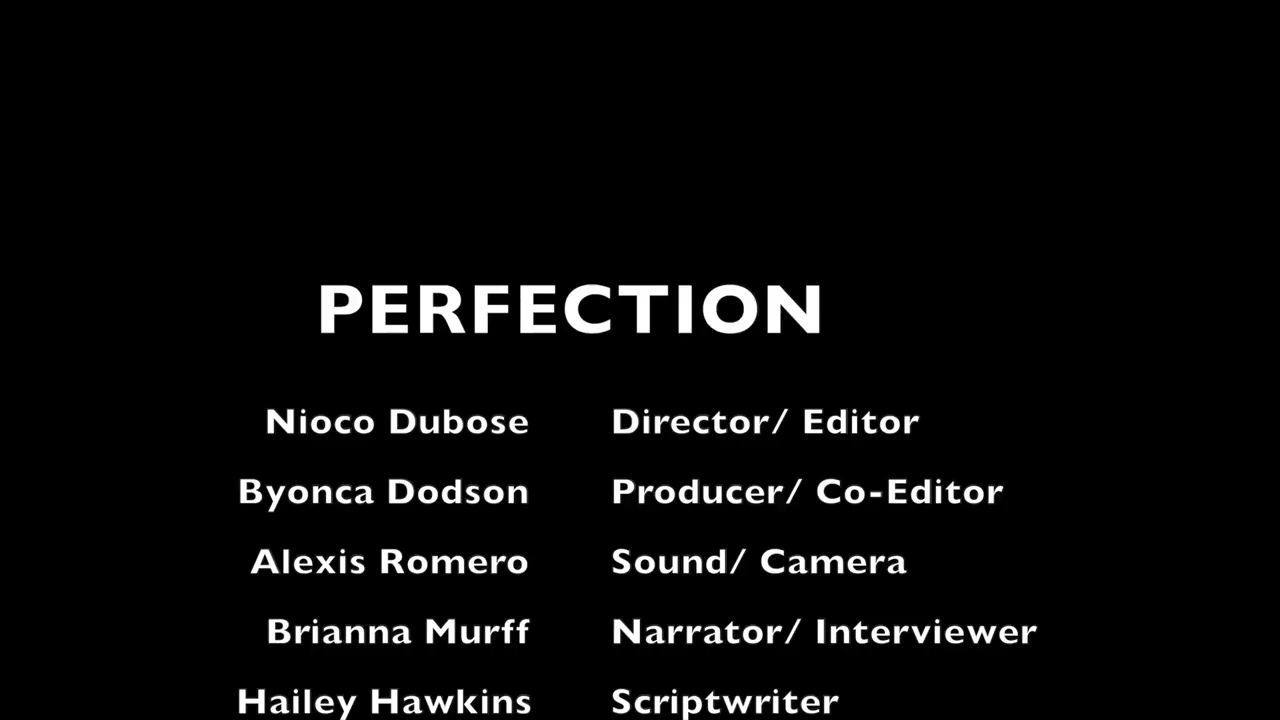 PERFECTION
Nioco Dubose Director/ Editor
Byonca Dodson Producer/ Co-Editor
Alexis Romero Sound/ Camera
Brianna Murff Narrator/ Interviewer
Hailey Hawkins Scriptwriter